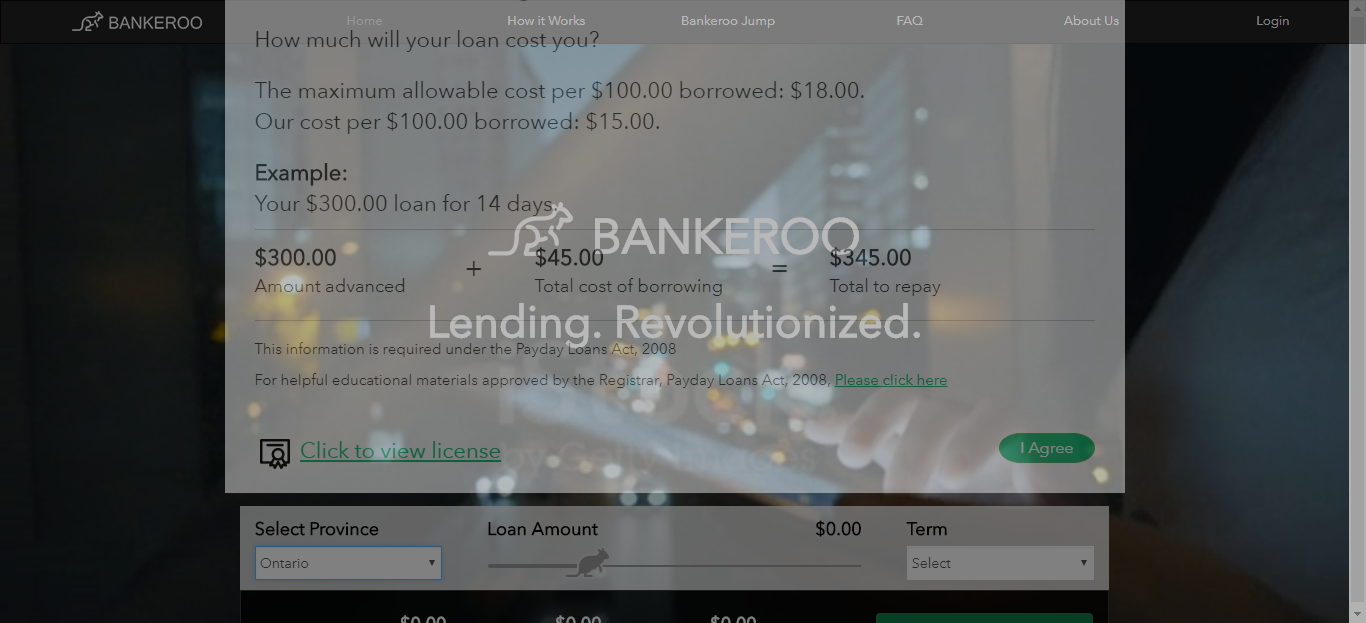 BANKEROO
Home
How it Works
Bankeroo Jump
FAQ
About Us
Login
How much will your loan cost you?
The maximum allowable cost per $100.00 borrowed: $18.00.
Our cost per $100.00 borrowed: $15.00.
Example:
Your $300.00 loan for 14 days.
BANKEROO
$300.00 + $45.00 = $345.00
Amount advanced Total cost of borrowing Total to repay
Lending. Revolutionized.
This information is required under the Payday Loans Act, 2008
For helpful educational materials approved by the Registrar, Payday Loans Act, 2008, Please click here
by Getty Images
Click to view license
I Agree
Select Province Loan Amount $0.00 Term
Ontario Select
$0.00 $0.00 $0.00